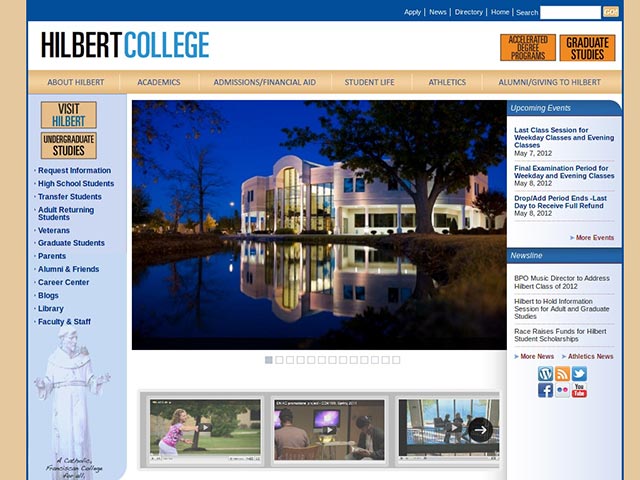 Apply News Directory Home Search GO!
HILBERTCOLLEGE
ACCELERATED
DEGREE
PROGRAMS
GRADUATE
STUDIES
ABOUT HILBERT ACADEMICS ADMISSIONS/FINANCIAL AID STUDENT LIFE ATHLETICS ALUMNI/GIVING TO HILBERT
VISIT
HILBERT
UNDERGRADUATE
STUDIES
Request Information
High School Students
Transfer Students
Adult Returning
Students
Veterans
Graduate Students
Parents
Alumni & Friends
Career Center
Blogs
Library
Faculty & Staff
A Catholic,
Franciscan College
for all.
Upcoming Events
Last Class Session for
Weekday Classes and Evening
Classes
May 7, 2012
Final Examination Period for
Weekday and Evening Classes
May 8, 2012
Drop/Add Period Ends -Last
Day to Receive Full Refund
May 8, 2012
More Events
Newsline
BPO Music Director to Address
Hilbert Class of 2012
Hilbert to Hold Information
Session for Adult and Graduate
Studies
Race Raises Funds for Hilbert
Student Scholarships
More News Athletics News
You
Tube